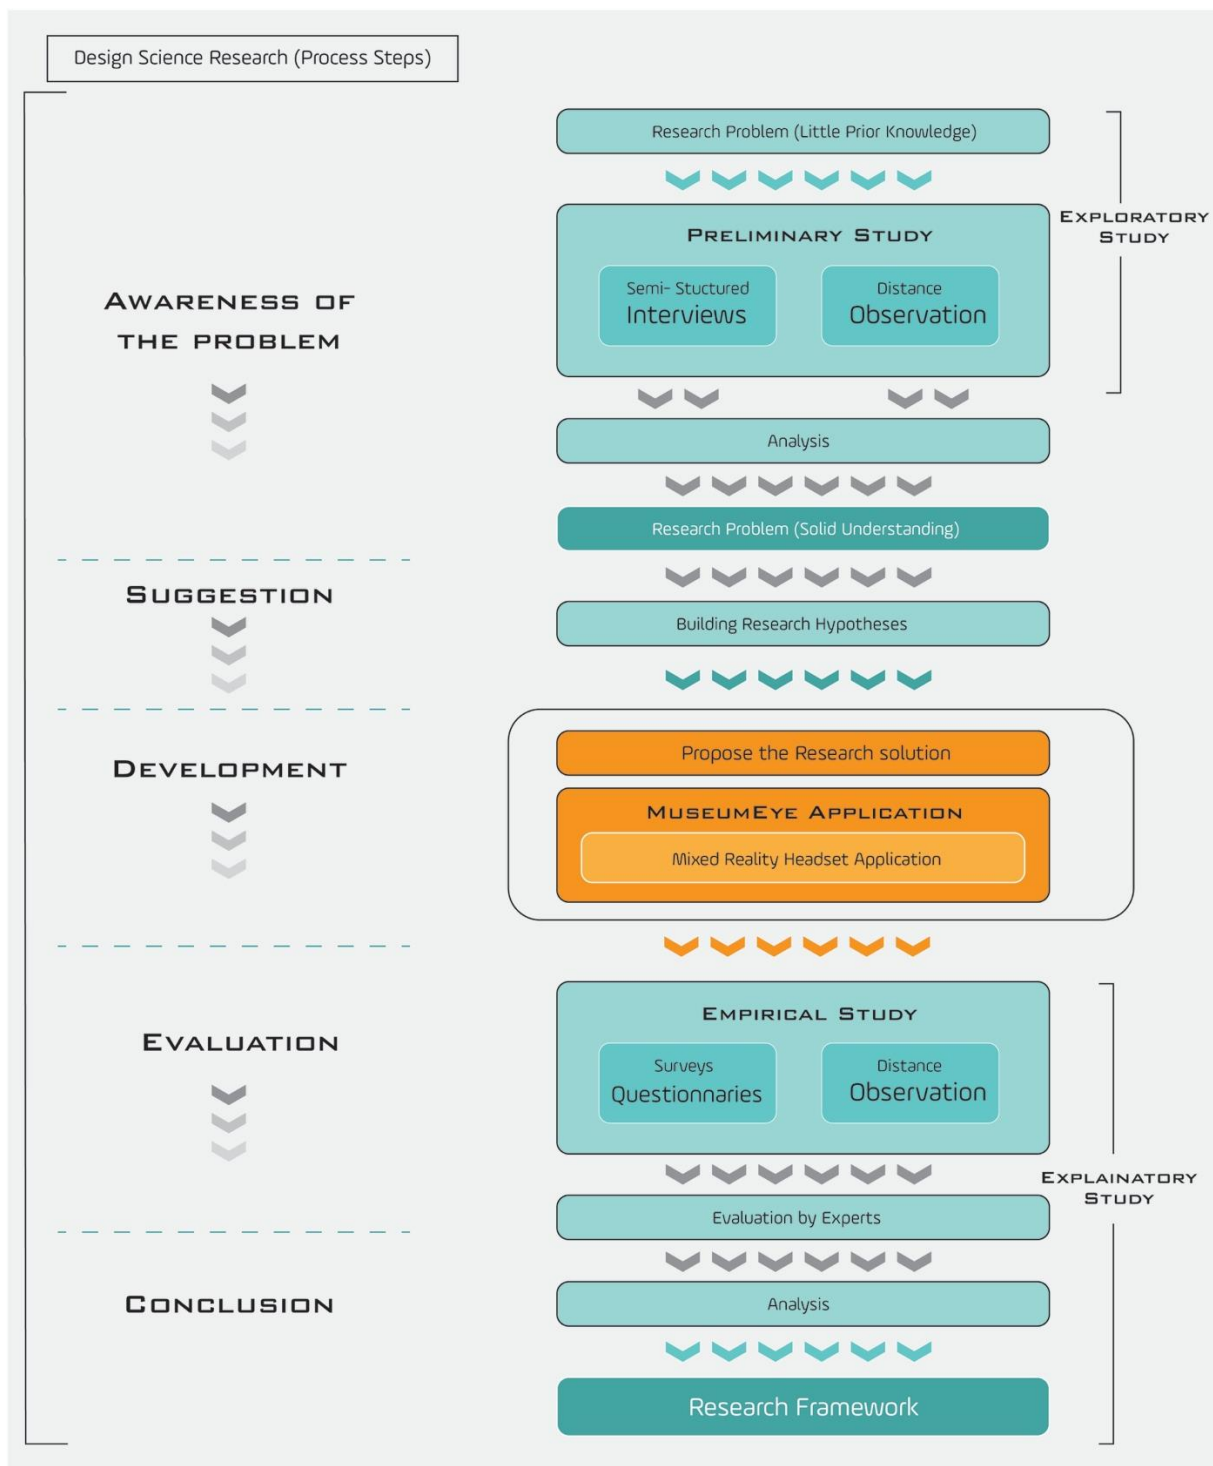 Design Science Research (Process Steps)
Research Problem (Little Prior Knowledge)
EXPLORATORY
STUDY
PRELIMINARY STUDY
Semi- Stuctured
Interviews
Distance
Observation
AWARENESS OF
THE PROBLEM
Analysis
Research Problem (Solid Understanding)
SUGGESTION
Building Research Hypotheses
DEVELOPMENT
Propose the Research solution
MUSEUMEYE APPLICATION
Mixed Reality Headset Application
EVALUATION
EMPIRICAL STUDY
Surveys
Questionnaries
Distance
Observation
EXPLAINATORY
STUDY
Evaluation by Experts
CONCLUSION
Analysis
Research Framework